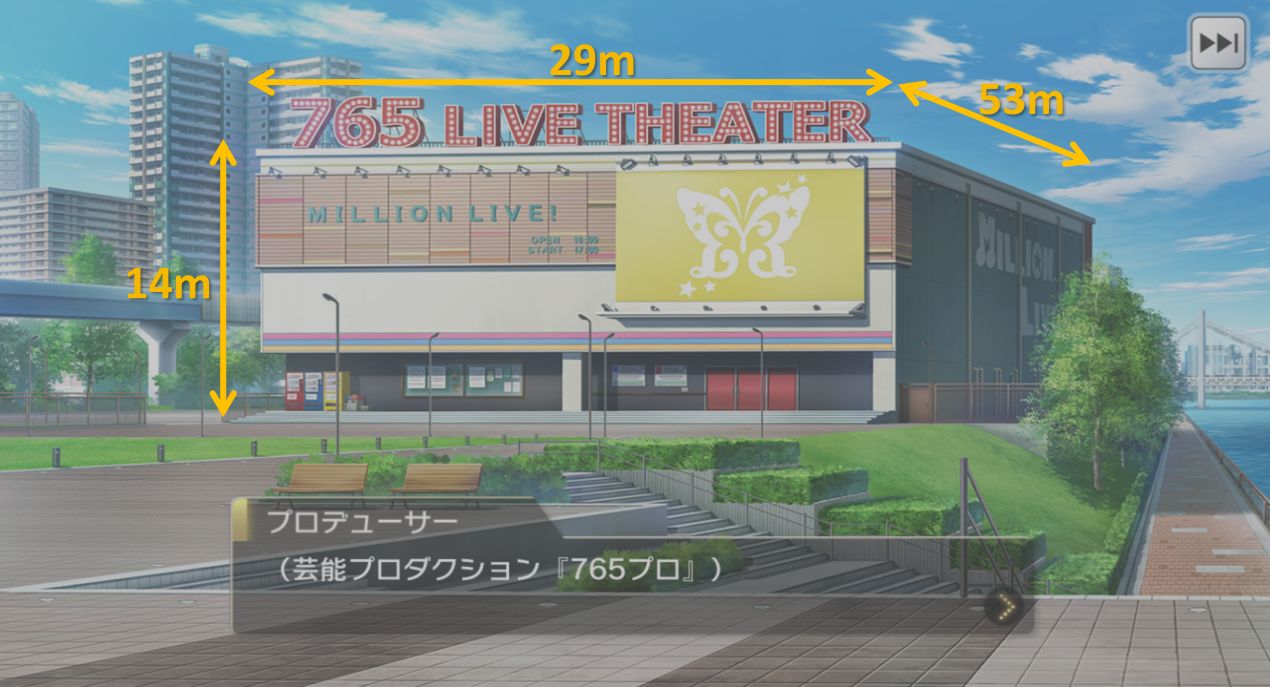 29m
53m
765 LIVE THEATER
MILLION LIVE!
OPEN 16:00
START 17:00
MILLION
LIVE
14m
プロデューサー
（芸能プロダクション『765プロ』）